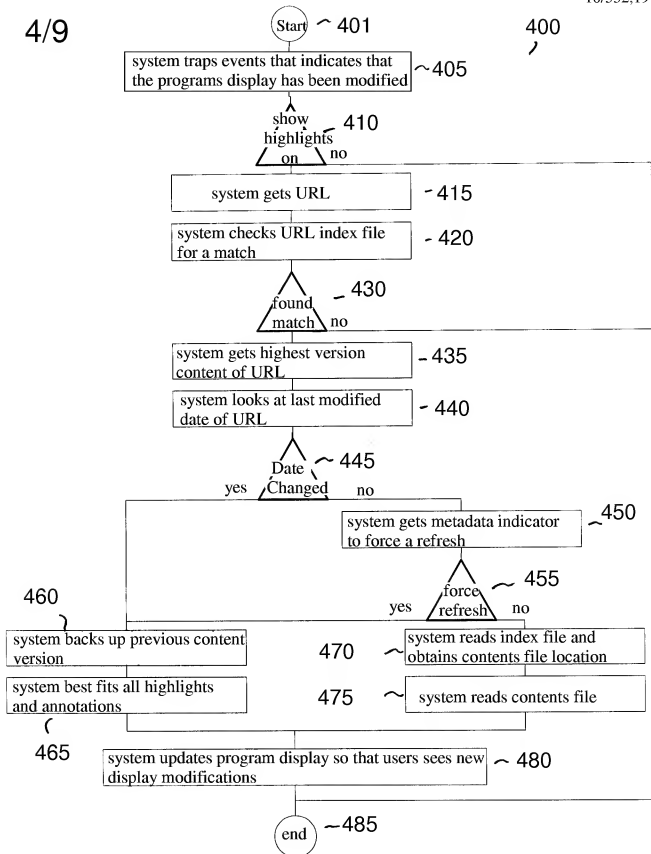 4/9
Start
401
400
system traps events that indicates that
the programs display has been modified
405
show
highlights
on
410
no
system gets URL
415
system checks URL index file
for a match
420
found
match
430
no
system gets highest version
content of URL
435
system looks at last modified
date of URL
440
Date
Changed
445
yes
no
system gets metadata indicator
to force a refresh
450
force
refresh
455
yes
no
460
system backs up previous content
version
470
system reads index file and
obtains contents file location
system best fits all highlights
and annotations
465
475
system reads contents file
system updates program display so that users sees new
display modifications
480
end
485